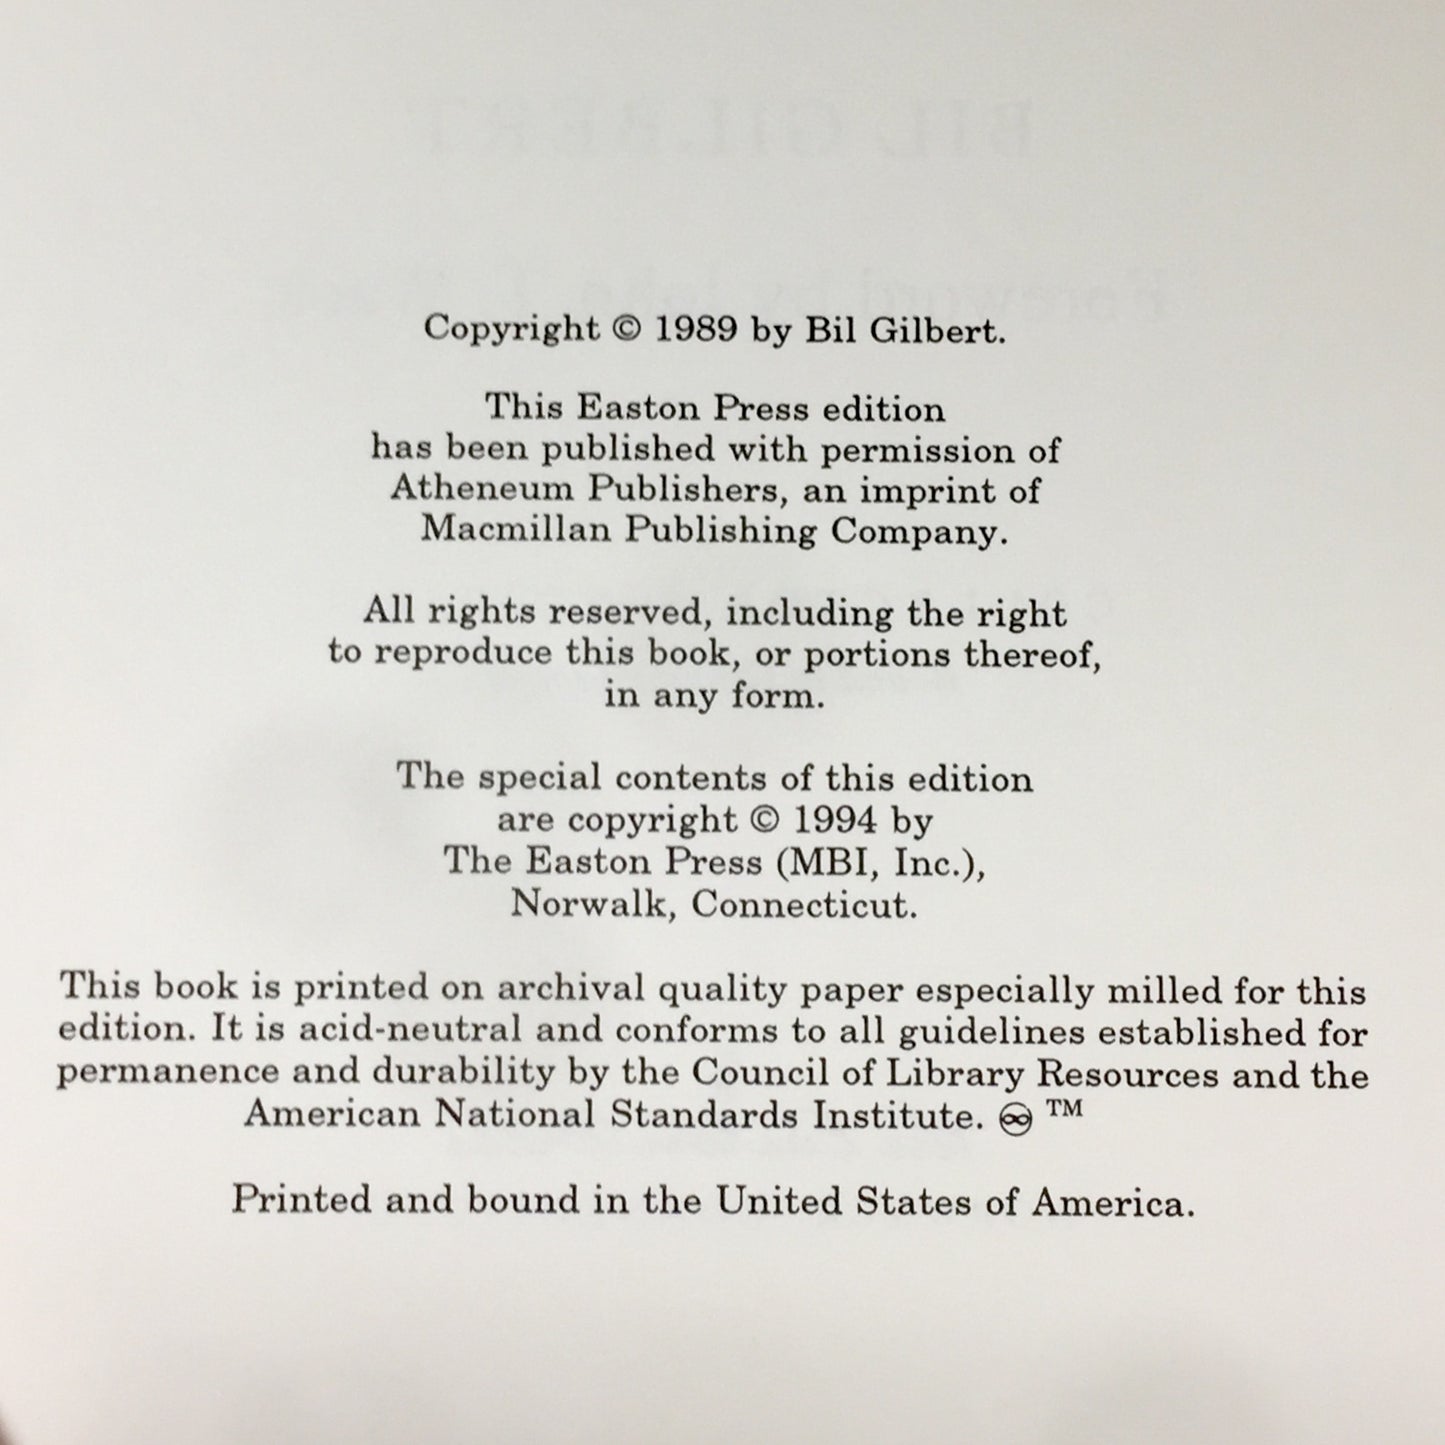 Copyright © 1989 by Bil Gilbert.
This Easton Press edition
has been published with permission of
Atheneum Publishers, an imprint of
Macmillan Publishing Company.
All rights reserved, including the right
to reproduce this book, or portions thereof,
in any form.
The special contents of this edition
are copyright © 1994 by
The Easton Press (MBI, Inc.),
Norwalk, Connecticut.
This book is printed on archival quality paper especially milled for this
edition. It is acid-neutral and conforms to all guidelines established for
permanence and durability by the Council of Library Resources and the
American National Standards Institute. ♾ ™
Printed and bound in the United States of America.